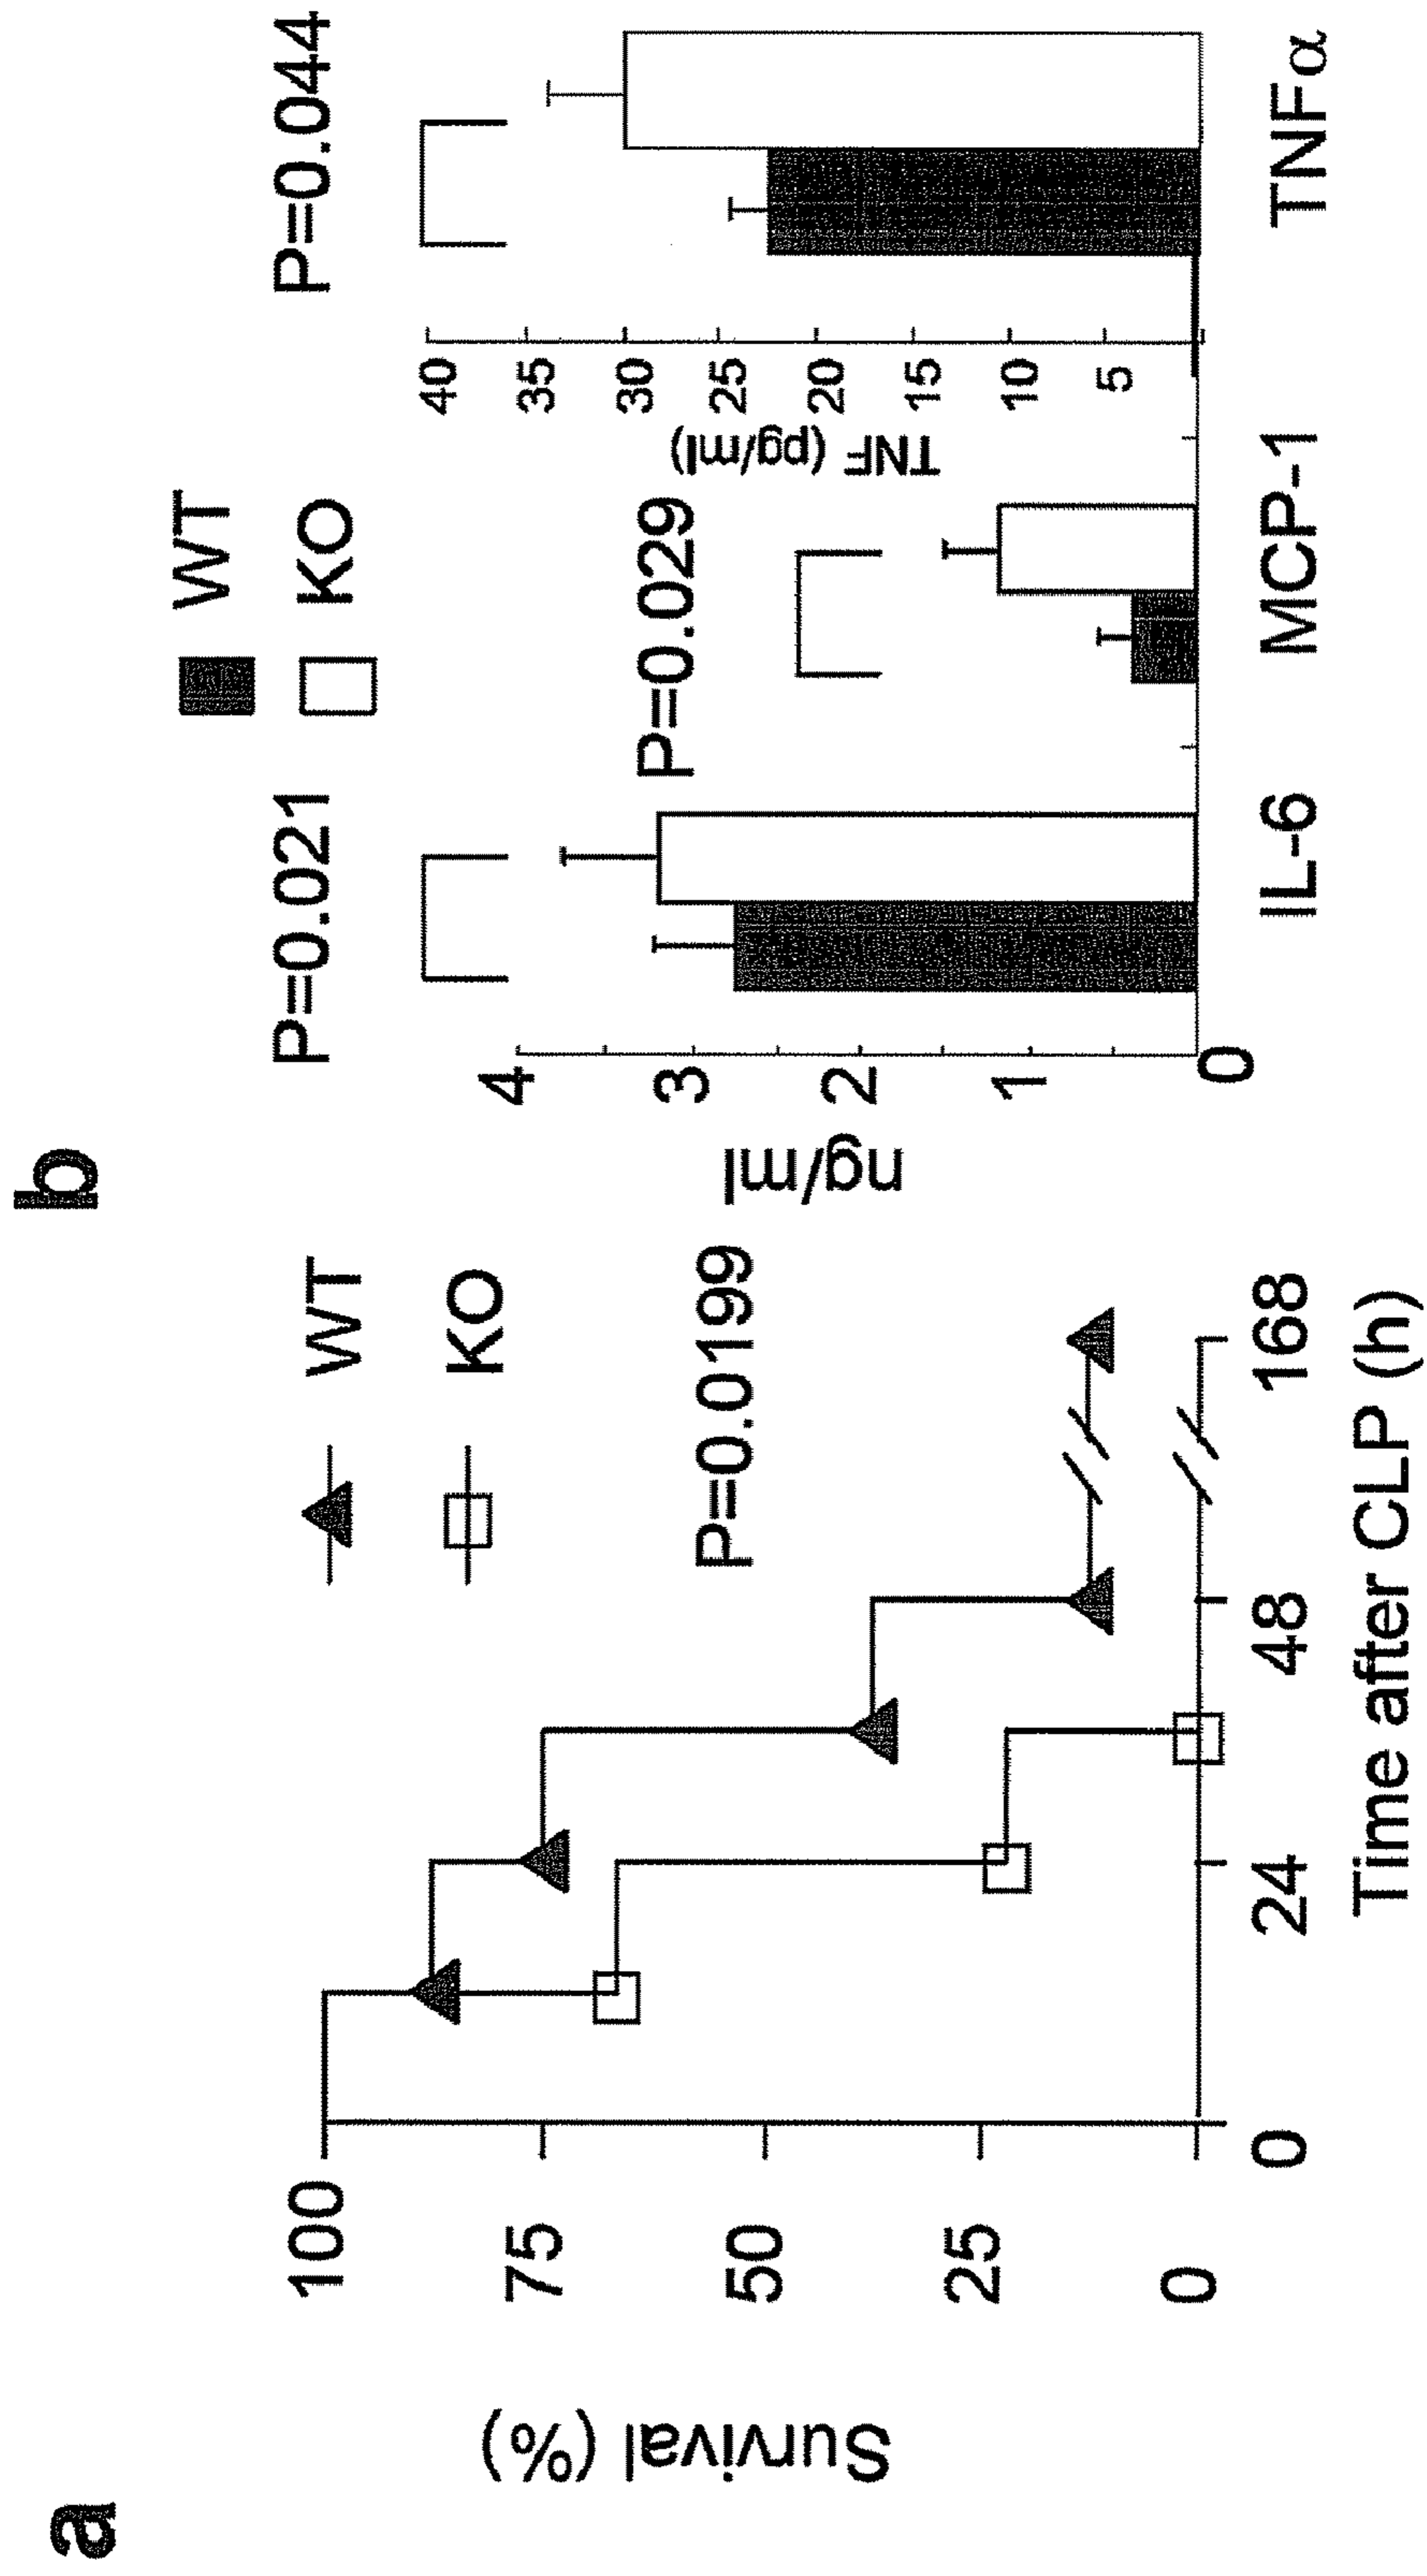 a
Survival (%)
100
75
50
25
0
0 24 48 168
Time after CLP (h)
WT
KO
P=0.0199
b
WT
KO
P=0.021
P=0.029
P=0.044
ng/ml
4
3
2
1
0
TNF (pg/ml)
40
35
30
25
20
15
10
5
IL-6 MCP-1 TNFα